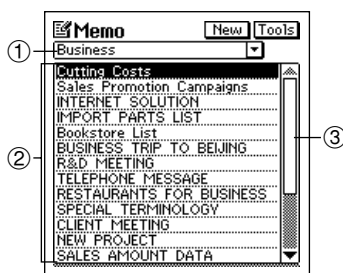 Memo New Tools
① Business
Cutting Costs
Sales Promotion Campaigns
INTERNET SOLUTION
IMPORT PARTS LIST
Bookstore List
BUSINESS TRIP TO BEIJING
② R&D MEETING
TELEPHONE MESSAGE
RESTAURANTS FOR BUSINESS
SPECIAL TERMINOLOGY
CLIENT MEETING
NEW PROJECT
SALES AMOUNT DATA
③